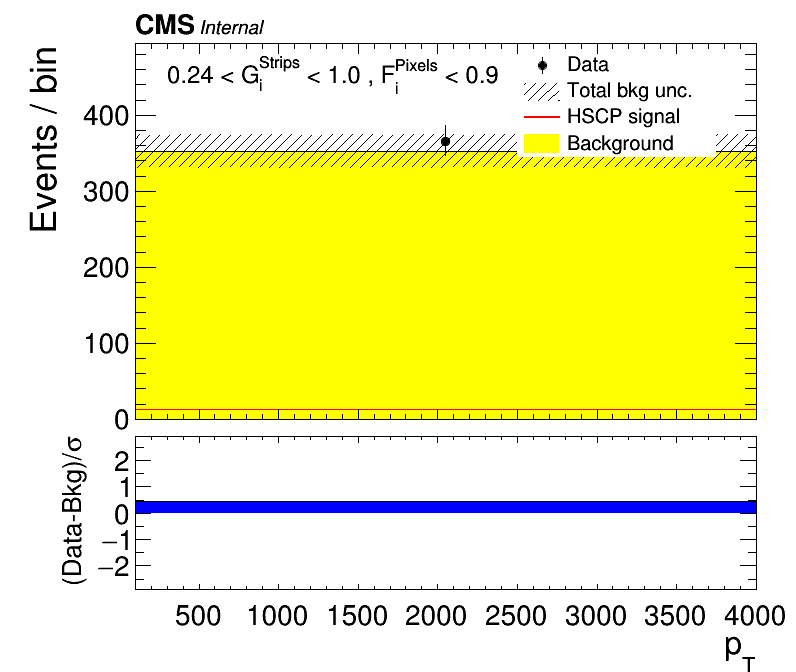 CMS Internal
0.24 < G_i^Strips < 1.0 , F_i^Pixels < 0.9
Data
Total bkg unc.
HSCP signal
Background
Events / bin
400
300
200
100
0
(Data-Bkg)/σ
2
1
0
−1
−2
500 1000 1500 2000 2500 3000 3500 4000
p_T